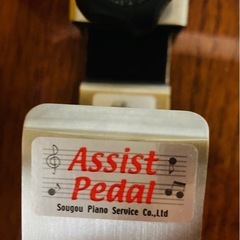 Assist
Pedal
Sougou Piano Service Co.,Ltd